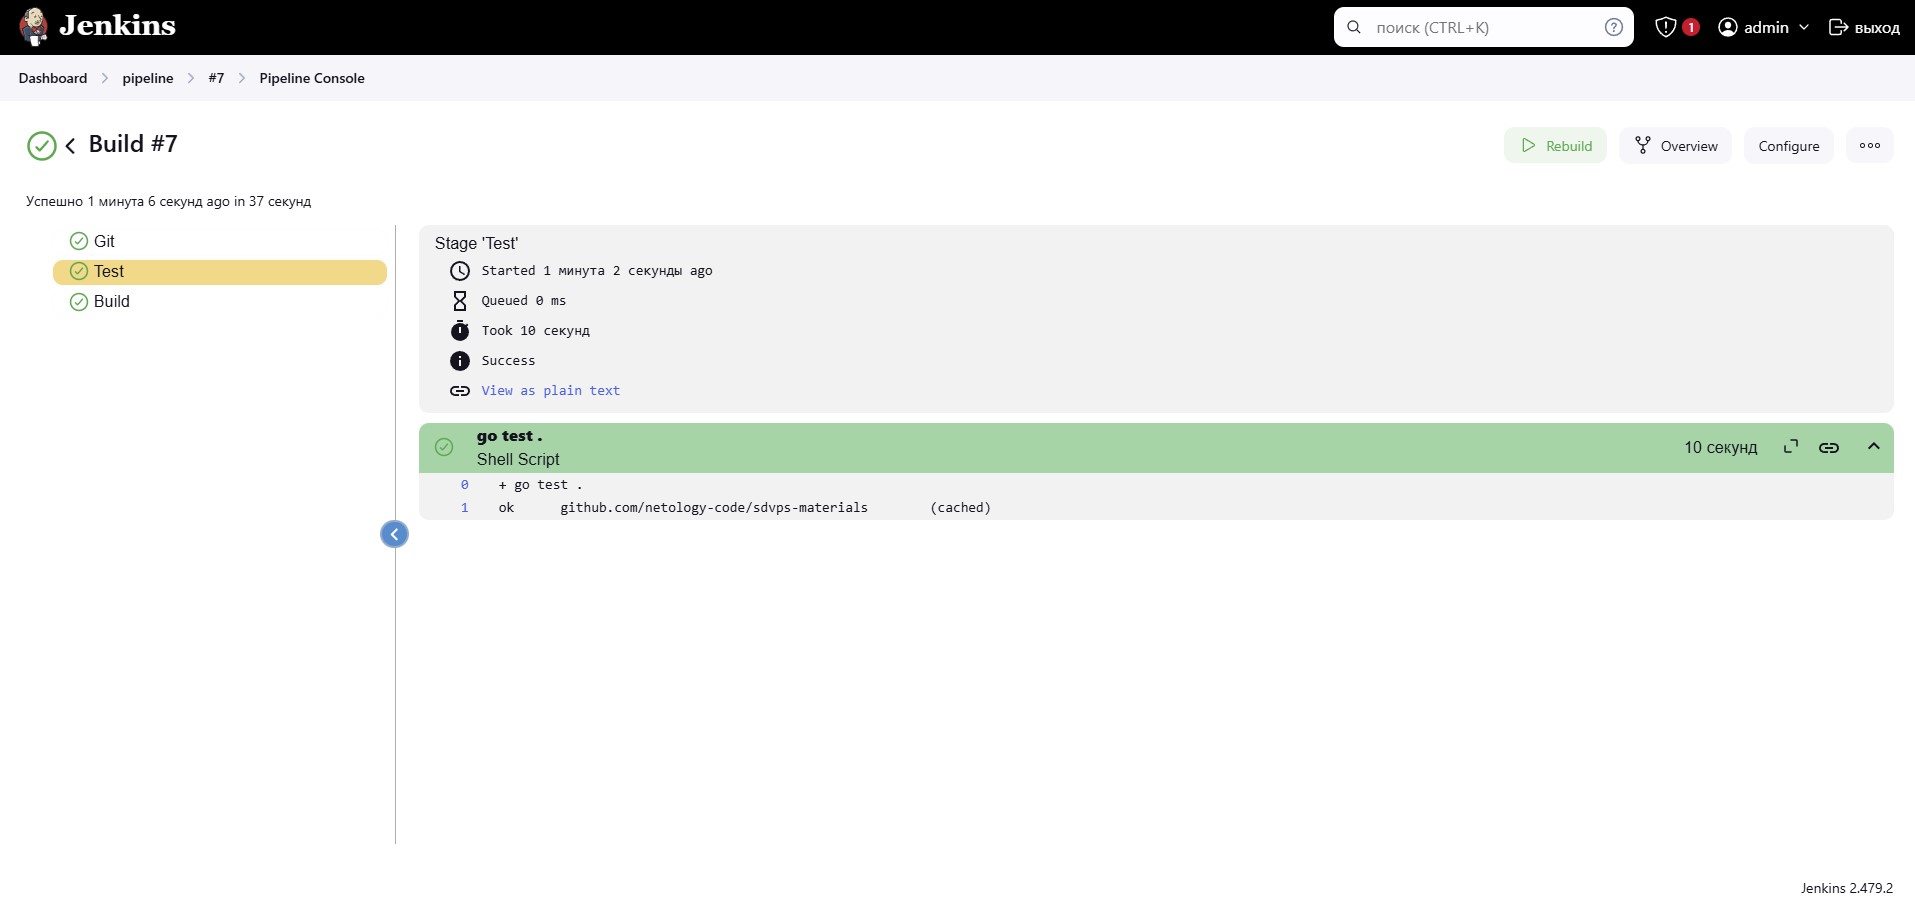 Jenkins
поиск (CTRL+K)
1
admin
выход
Dashboard
pipeline
#7
Pipeline Console
Build #7
Rebuild
Overview
Configure
Успешно 1 минута 6 секунд ago in 37 секунд
Git
Test
Build
Stage 'Test'
Started 1 минута 2 секунды ago
Queued 0 ms
Took 10 секунд
Success
View as plain text
go test .
Shell Script
10 секунд
0 + go test .
1 ok github.com/netology-code/sdvps-materials (cached)
Jenkins 2.479.2